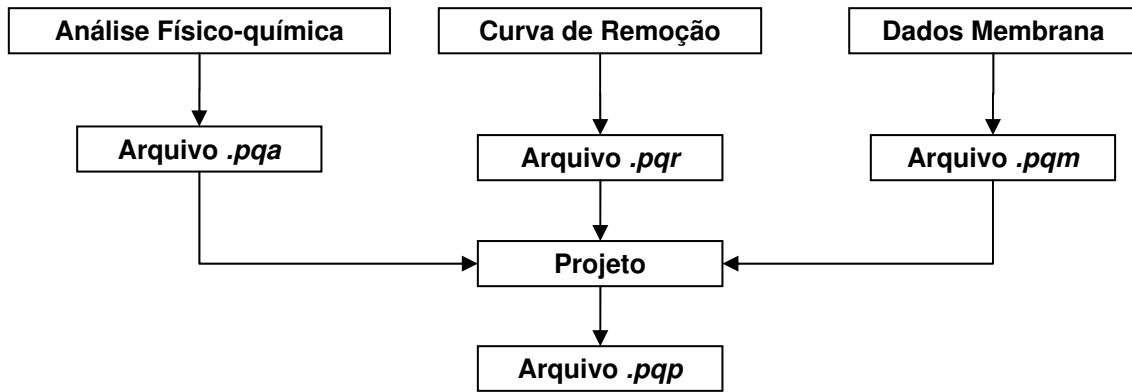 Análise Físico-química
Curva de Remoção
Dados Membrana
Arquivo .pqa
Arquivo .pqr
Arquivo .pqm
Projeto
Arquivo .pqp